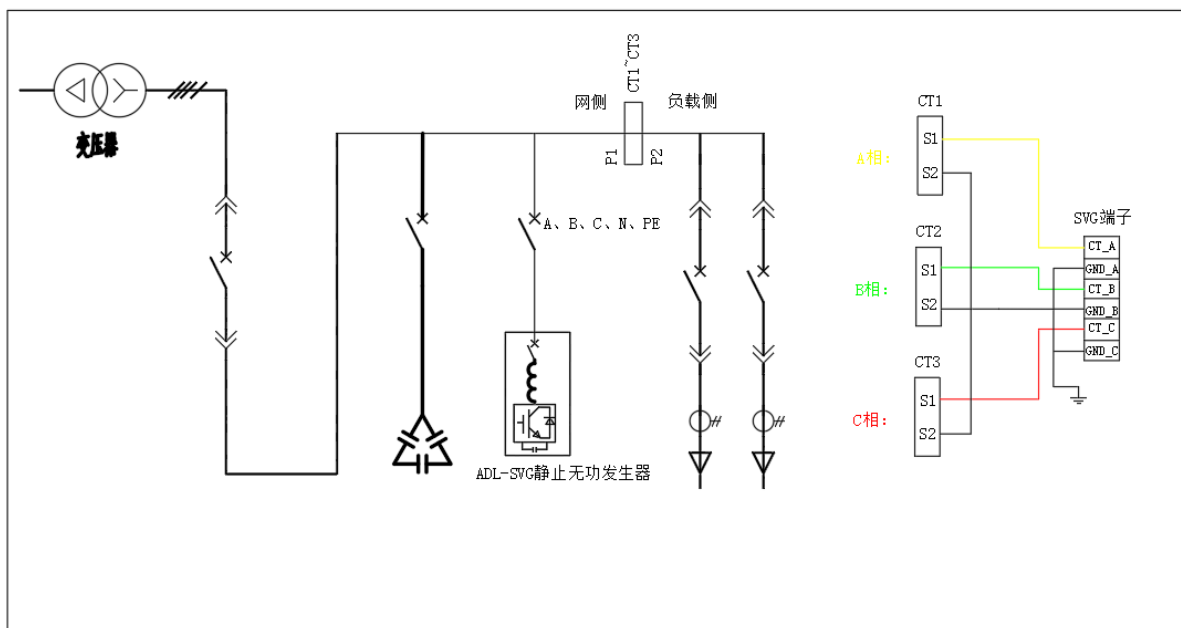 变压器
网侧
CT1~CT3
负载侧
P1
P2
A、B、C、N、PE
ADL-SVG静止无功发生器
CT1
A相:
S1
S2
CT2
B相:
S1
S2
CT3
C相:
S1
S2
SVG端子
CT_A
GND_A
CT_B
GND_B
CT_C
GND_C